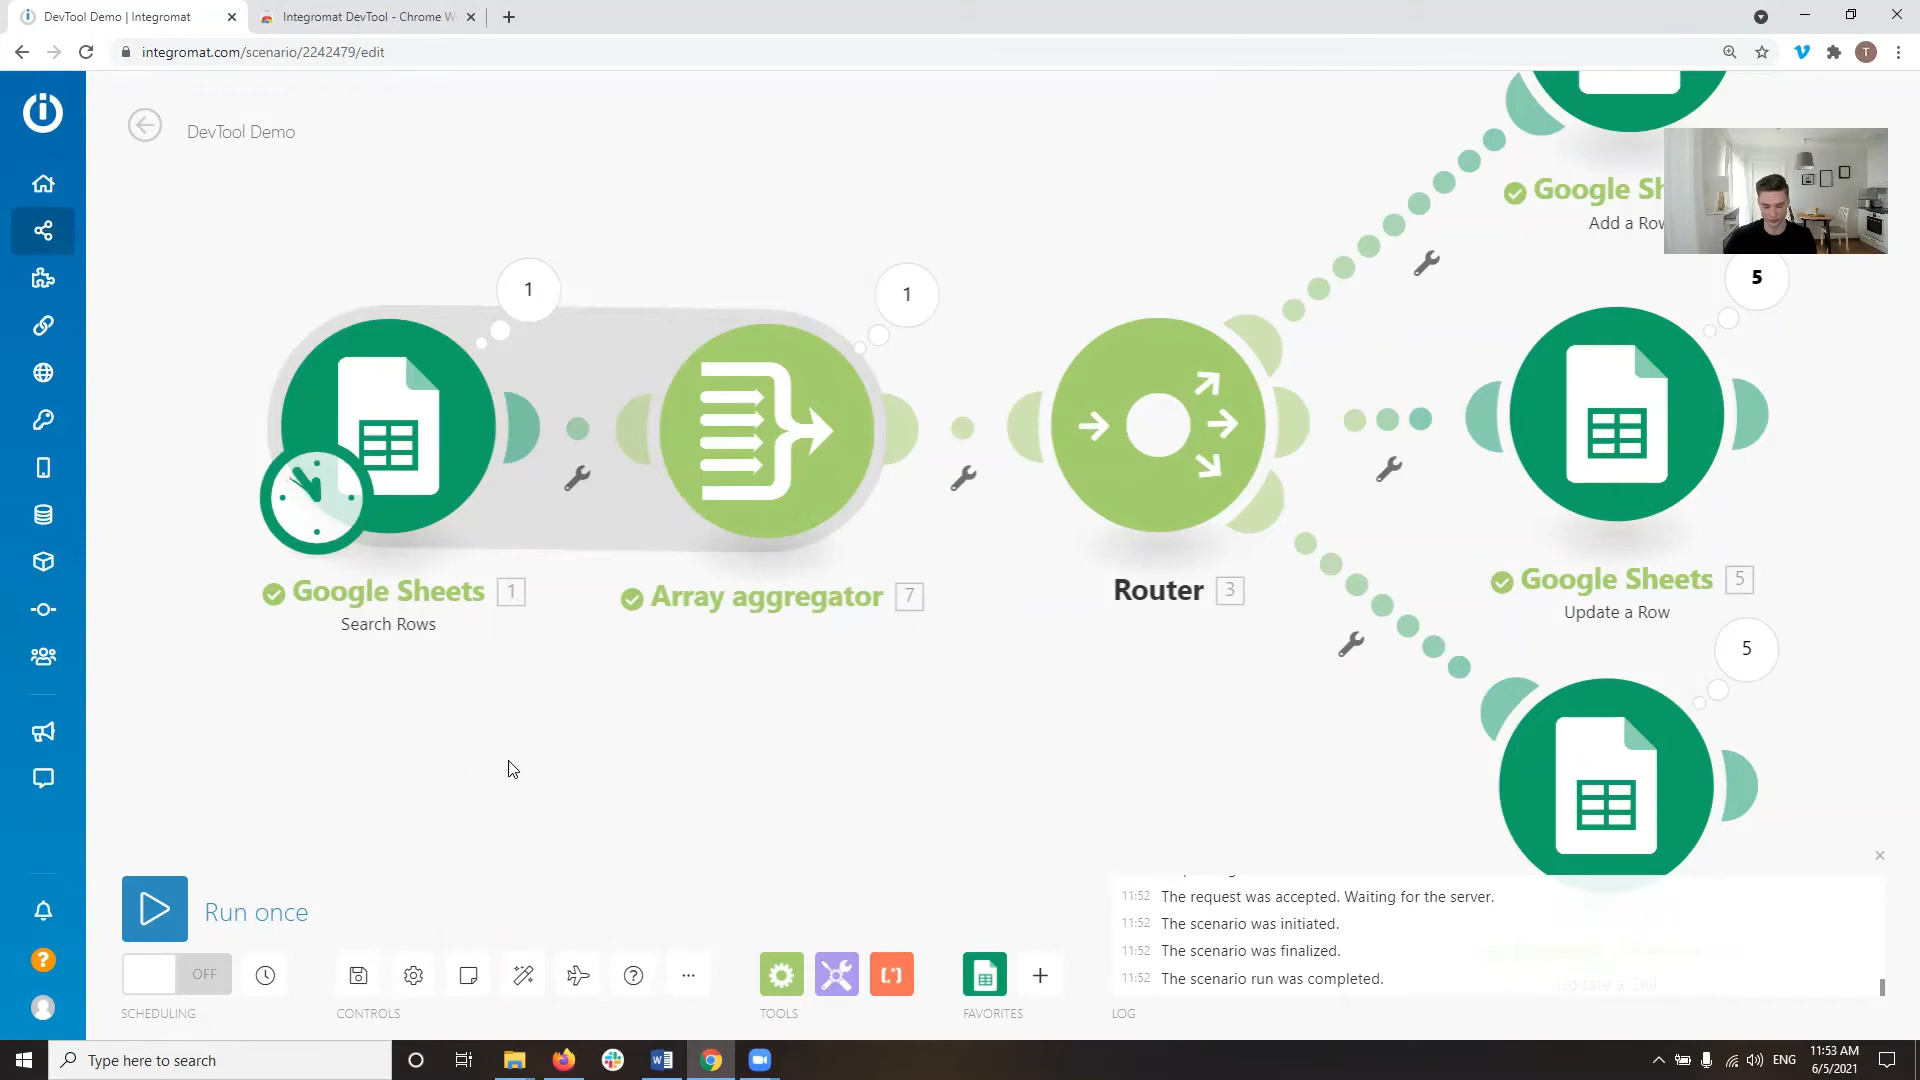 DevTool Demo | Integromat
Integromat DevTool - Chrome W
integromat.com/scenario/2242479/edit
T
DevTool Demo
1
1
Google Sh
Add a Row
5
Google Sheets 1
Search Rows
Array aggregator 7
Router 3
Google Sheets 5
Update a Row
5
Run once
11:52 The request was accepted. Waiting for the server.
11:52 The scenario was initiated.
11:52 The scenario was finalized.
11:52 The scenario run was completed.
Update a Cell
OFF
SCHEDULING
CONTROLS
TOOLS
FAVORITES
LOG
Type here to search
ENG
11:53 AM
6/5/2021